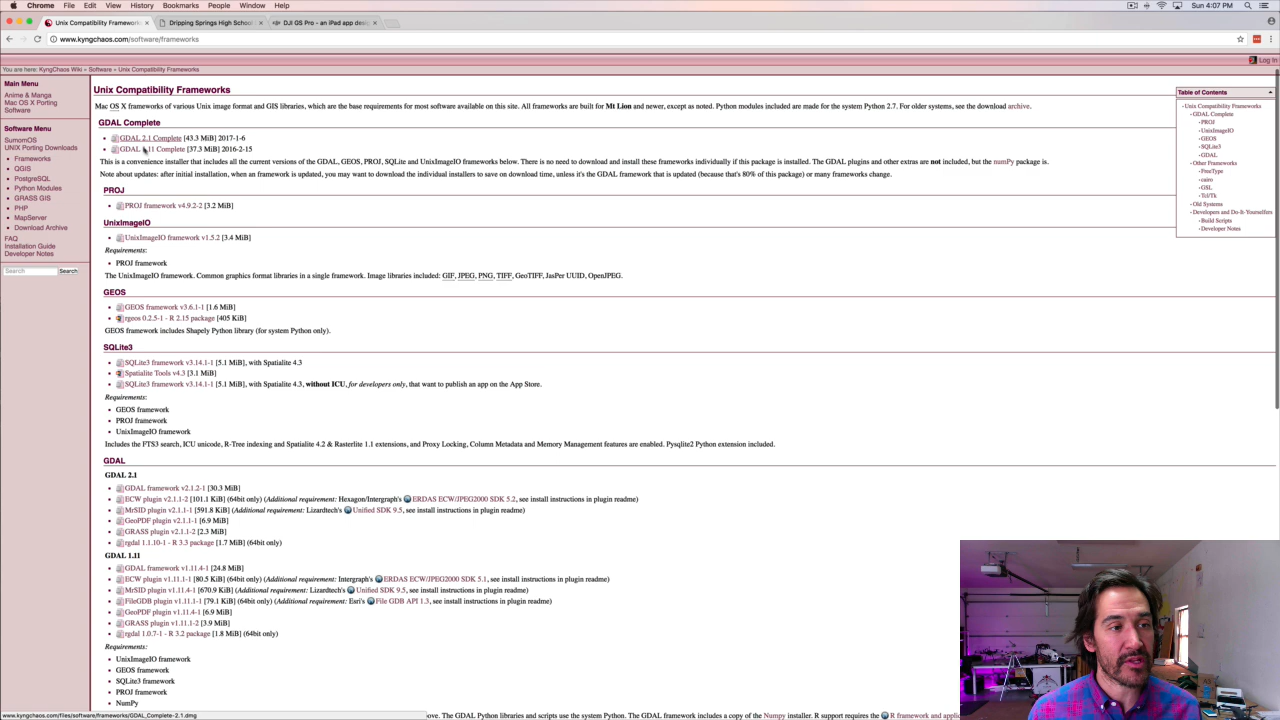 Chrome File Edit View History Bookmarks People Window Help
Sun 4:07 PM
Unix Compatibility Frameworks
Dripping Springs High School
DJI GS Pro - an iPad app desi
www.kyngchaos.com/software/frameworks
Log In
You are here: KyngChaos Wiki » Software » Unix Compatibility Frameworks
Main Menu
Anime & Manga
Mac OS X Porting
Software
Software Menu
SumomOS
UNIX Porting Downloads
Frameworks
QGIS
PostgreSQL
Python Modules
GRASS GIS
PHP
MapServer
Download Archive
FAQ
Installation Guide
Developer Notes
Search Search
Unix Compatibility Frameworks
Mac OS X frameworks of various Unix image format and GIS libraries, which are the base requirements for most software available on this site. All frameworks are built for Mt Lion and newer, except as noted. Python modules included are made for the system Python 2.7. For older systems, see the download archive.
GDAL Complete
GDAL 2.1 Complete [43.3 MiB] 2017-1-6
GDAL 1.11 Complete [37.3 MiB] 2016-2-15
This is a convenience installer that includes all the current versions of the GDAL, GEOS, PROJ, SQLite and UnixImageIO frameworks below. There is no need to download and install these frameworks individually if this package is installed. The GDAL plugins and other extras are not included, but the numPy package is.
Note about updates: after initial installation, when an framework is updated, you may want to download the individual installers to save on download time, unless it's the GDAL framework that is updated (because that's 80% of this package) or many frameworks change.
PROJ
PROJ framework v4.9.2-2 [3.2 MiB]
UnixImageIO
UnixImageIO framework v1.5.2 [3.4 MiB]
Requirements:
PROJ framework
The UnixImageIO framework. Common graphics format libraries in a single framework. Image libraries included: GIF, JPEG, PNG, TIFF, GeoTIFF, JasPer UUID, OpenJPEG.
GEOS
GEOS framework v3.6.1-1 [1.6 MiB]
rgeos 0.2.5-1 - R 2.15 package [405 KiB]
GEOS framework includes Shapely Python library (for system Python only).
SQLite3
SQLite3 framework v3.14.1-1 [5.1 MiB], with Spatialite 4.3
Spatialite Tools v4.3 [3.1 MiB]
SQLite3 framework v3.14.1-1 [5.1 MiB], with Spatialite 4.3, without ICU, for developers only, that want to publish an app on the App Store.
Requirements:
GEOS framework
PROJ framework
UnixImageIO framework
Includes the FTS3 search, ICU unicode, R-Tree indexing and Spatialite 4.2 & Rasterlite 1.1 extensions, and Proxy Locking, Column Metadata and Memory Management features are enabled. Pysqlite2 Python extension included.
GDAL
GDAL 2.1
GDAL framework v2.1.2-1 [30.3 MiB]
ECW plugin v2.1.1-2 [101.1 KiB] (64bit only) (Additional requirement: Hexagon/Intergraph's ERDAS ECW/JPEG2000 SDK 5.2, see install instructions in plugin readme)
MrSID plugin v2.1.1-1 [591.8 KiB] (Additional requirement: Lizardtech's Unified SDK 9.5, see install instructions in plugin readme)
GeoPDF plugin v2.1.1-1 [6.9 MiB]
GRASS plugin v2.1.1-2 [2.3 MiB]
rgdal 1.1.10-1 - R 3.3 package [1.7 MiB] (64bit only)
GDAL 1.11
GDAL framework v1.11.4-1 [24.8 MiB]
ECW plugin v1.11.1-1 [80.5 KiB] (64bit only) (Additional requirement: Intergraph's ERDAS ECW/JPEG2000 SDK 5.1, see install instructions in plugin readme)
MrSID plugin v1.11.4-1 [670.9 KiB] (Additional requirement: Lizardtech's Unified SDK 9.5, see install instructions in plugin readme)
FileGDB plugin v1.11.1-1 [79.1 KiB] (64bit only) (Additional requirement: Esri's File GDB API 1.3, see install instructions in plugin readme)
GeoPDF plugin v1.11.4-1 [6.9 MiB]
GRASS plugin v1.11.1-2 [3.9 MiB]
rgdal 1.0.7-1 - R 3.2 package [1.8 MiB] (64bit only)
Requirements:
UnixImageIO framework
GEOS framework
SQLite3 framework
PROJ framework
NumPy
ove. The GDAL Python libraries and scripts use the system Python. The GDAL framework includes a copy of the Numpy installer. R support requires the R framework and applic
www.kyngchaos.com/files/software/frameworks/GDAL_Complete-2.1.dmg
Table of Contents
Unix Compatibility Frameworks
GDAL Complete
PROJ
UnixImageIO
GEOS
SQLite3
GDAL
Other Frameworks
FreeType
cairo
GSL
Tcl/Tk
Old Systems
Developers and Do-It-Yourselfers
Build Scripts
Developer Notes